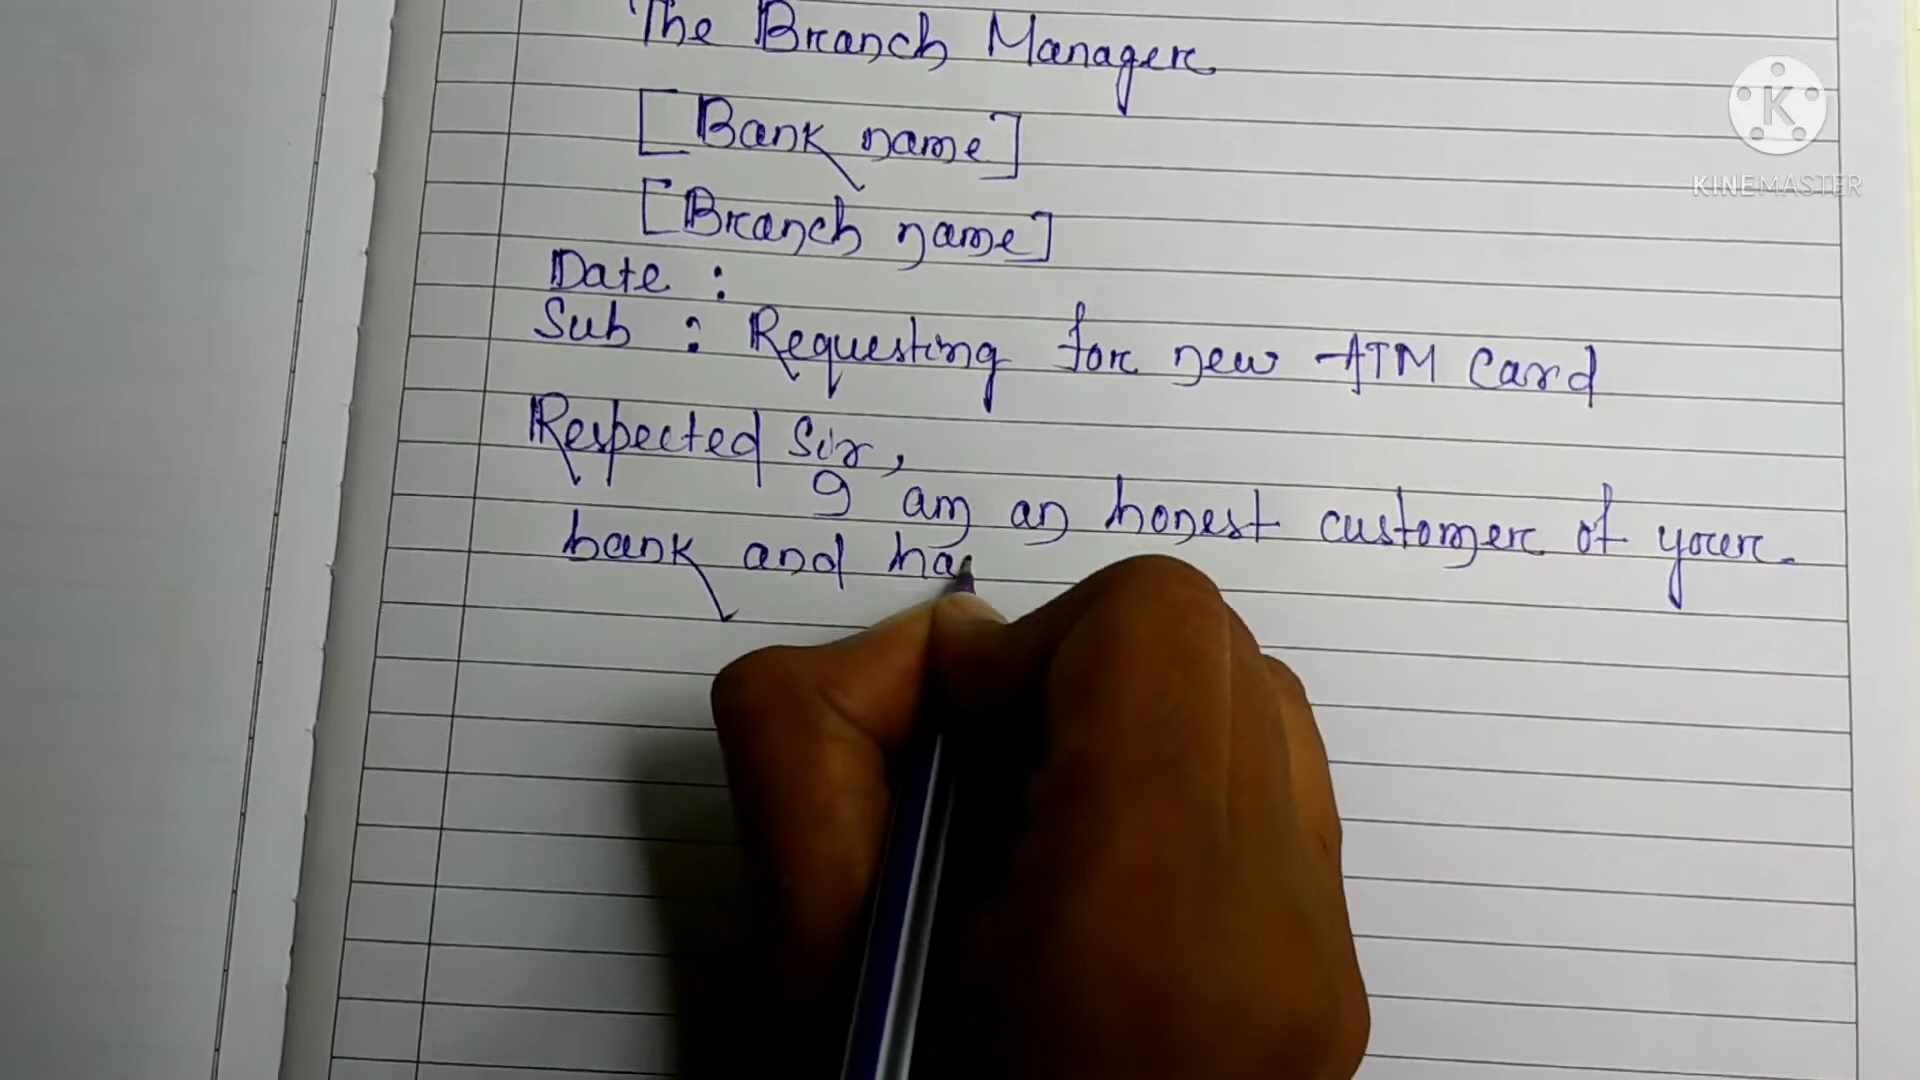 The Branch Manager
[Bank name]
[Branch name]
Date :
Sub : Requesting for new ATM Card
Respected Sir,
I am an honest customer of your
bank and ha
K
KINEMASTER